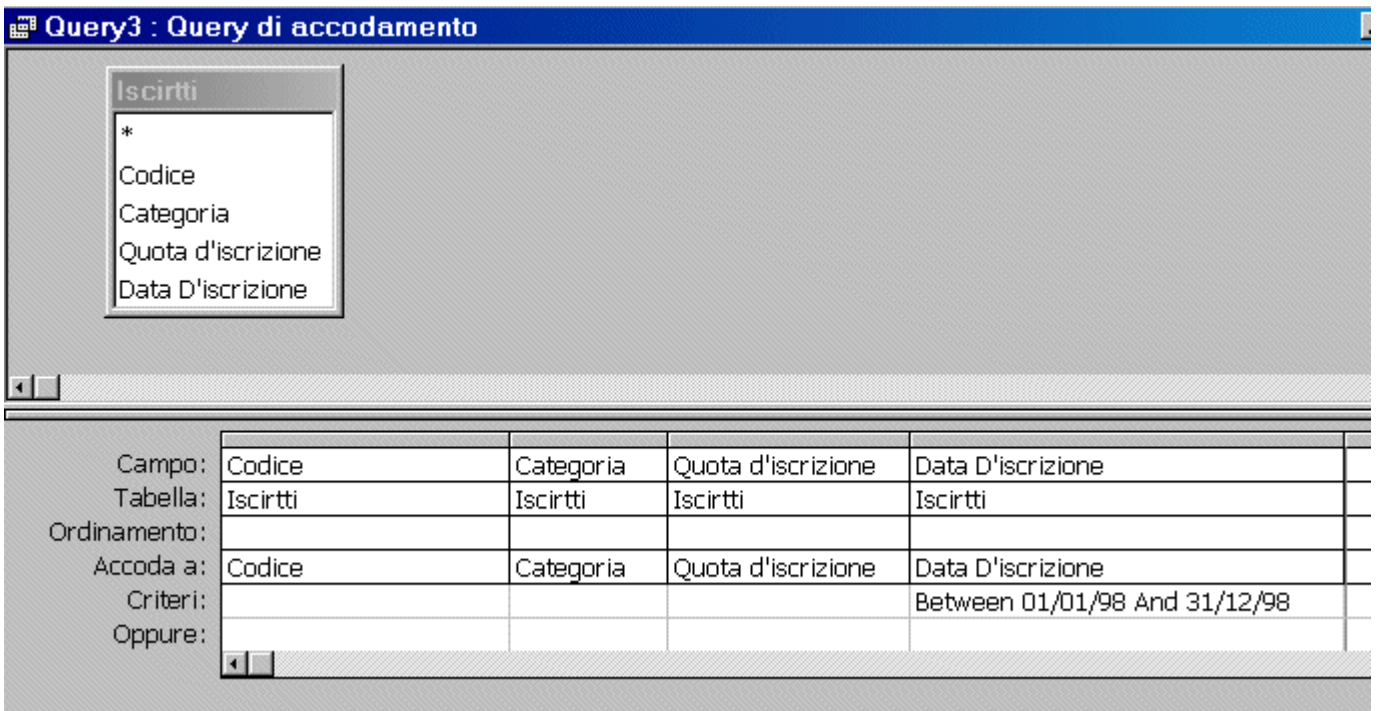 Query3 : Query di accodamento
Iscirtti
*
Codice
Categoria
Quota d'iscrizione
Data D'iscrizione
Campo: Codice Categoria Quota d'iscrizione Data D'iscrizione
Tabella: Iscirtti Iscirtti Iscirtti Iscirtti
Ordinamento:
Accoda a: Codice Categoria Quota d'iscrizione Data D'iscrizione
Criteri: Between 01/01/98 And 31/12/98
Oppure: